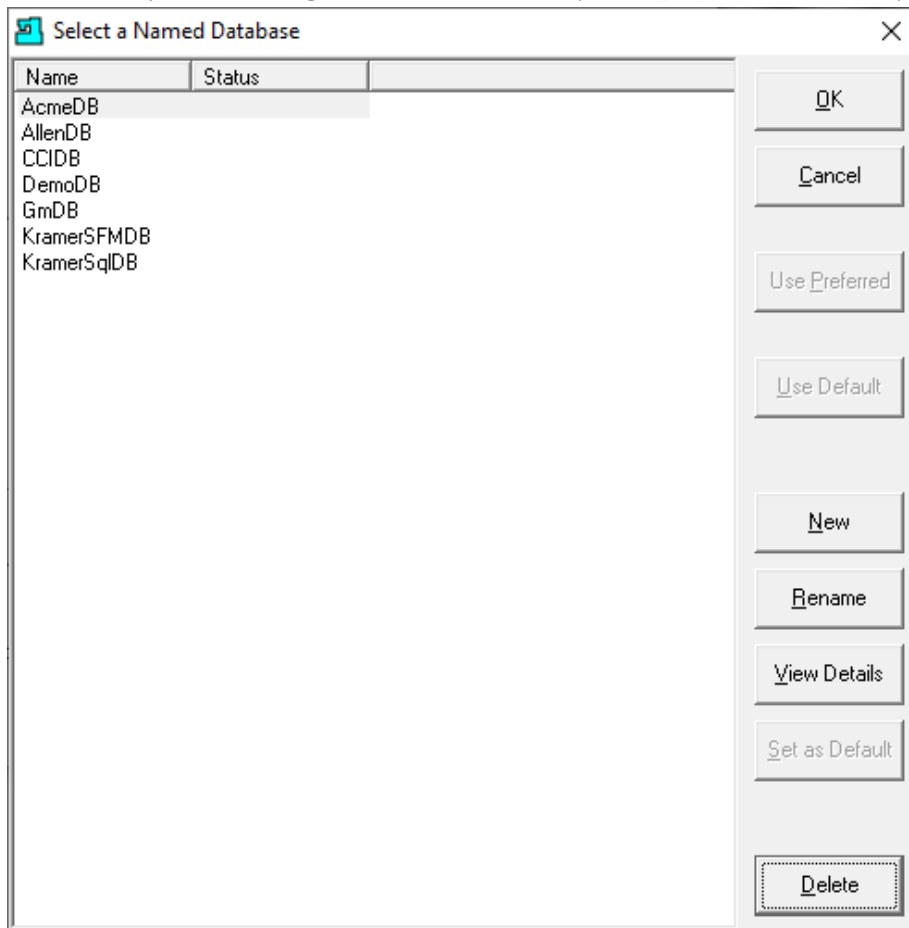 Select a Named Database
Name Status
AcmeDB
AllenDB
CCIDB
DemoDB
GmDB
KramerSFMDB
KramerSqlDB
OK
Cancel
Use Preferred
Use Default
New
Rename
View Details
Set as Default
Delete